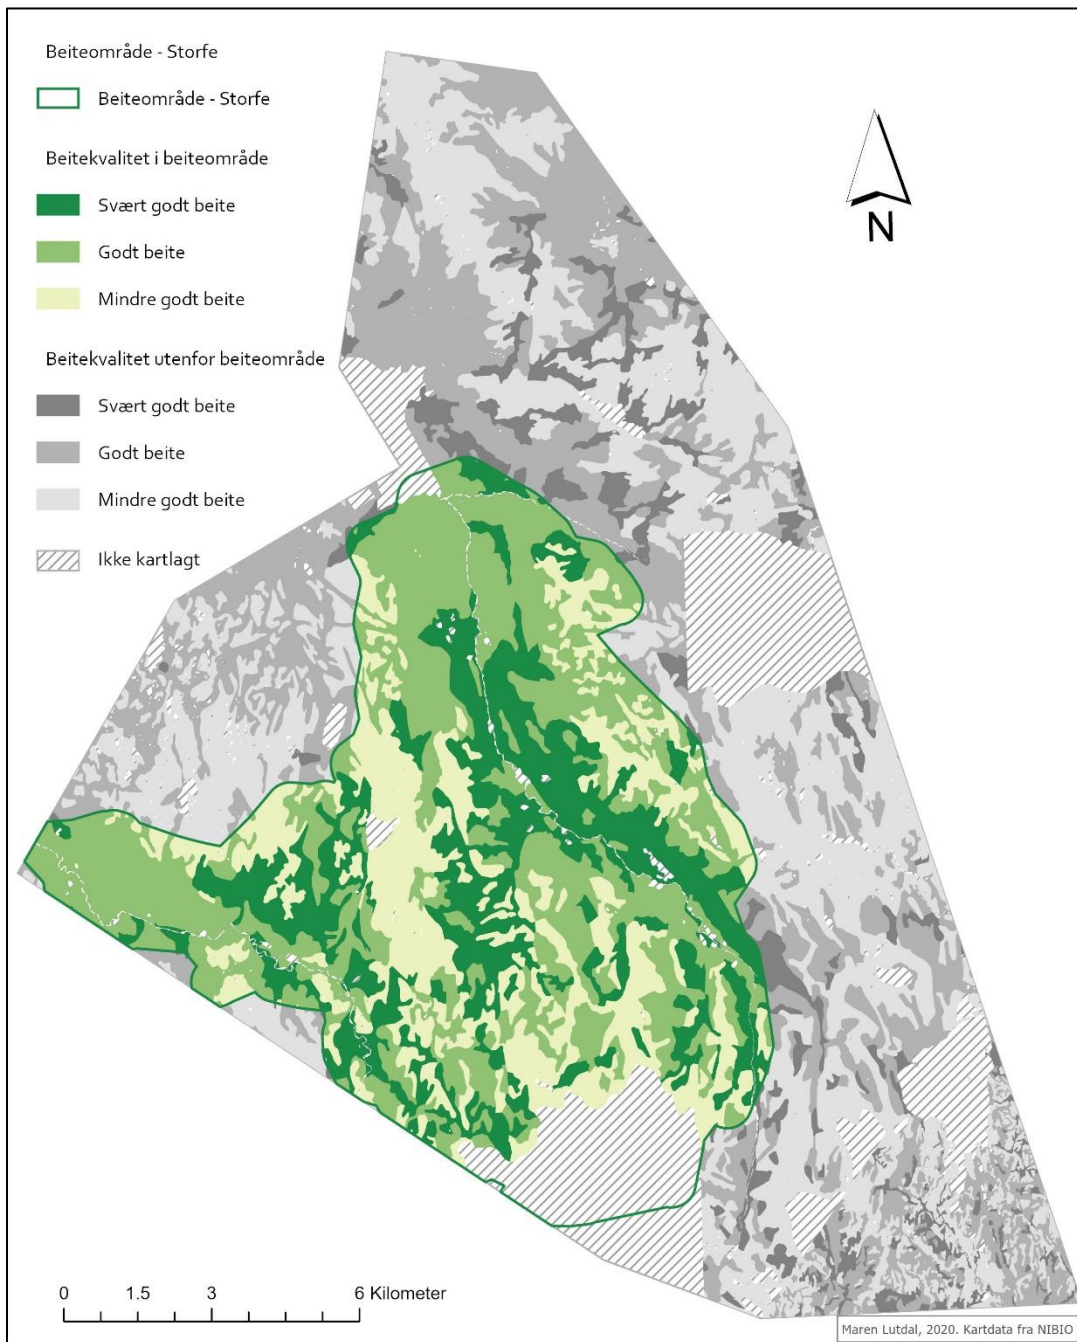 Beiteområde - Storfe
Beiteområde - Storfe
Beitekvalitet i beiteområde
Svært godt beite
Godt beite
Mindre godt beite
Beitekvalitet utenfor beiteområde
Svært godt beite
Godt beite
Mindre godt beite
Ikke kartlagt
N
0 1.5 3 6 Kilometer
Maren Lutdal, 2020. Kartdata fra NIBIO